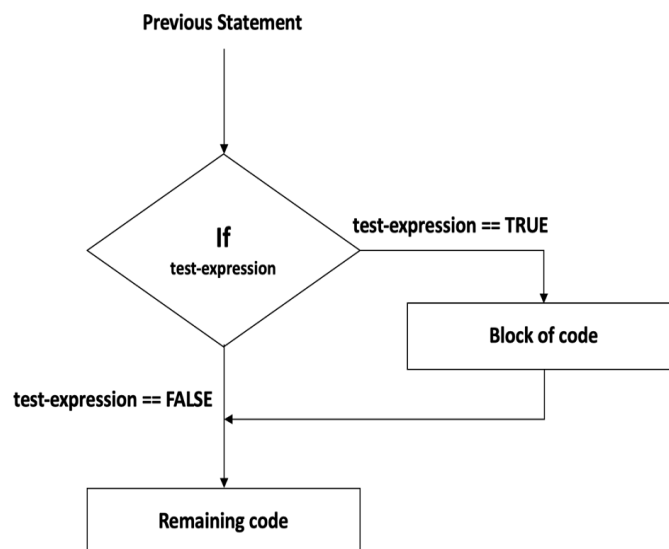 Previous Statement
If
test-expression
test-expression == TRUE
Block of code
test-expression == FALSE
Remaining code